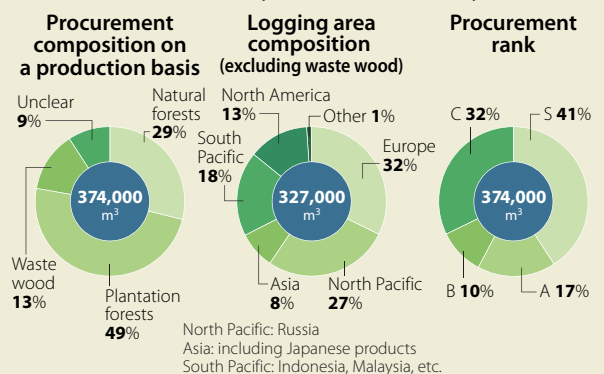 Procurement
composition on
a production basis
Unclear
9%
Natural
forests
29%
374,000
m³
Waste
wood
13%
Plantation
forests
49%
Logging area
composition
(excluding waste wood)
North America
13%
Other 1%
South
Pacific
18%
Europe
32%
327,000
m³
Asia
8%
North Pacific
27%
Procurement
rank
C 32%
S 41%
374,000
m³
B 10%
A 17%
North Pacific: Russia
Asia: including Japanese products
South Pacific: Indonesia, Malaysia, etc.